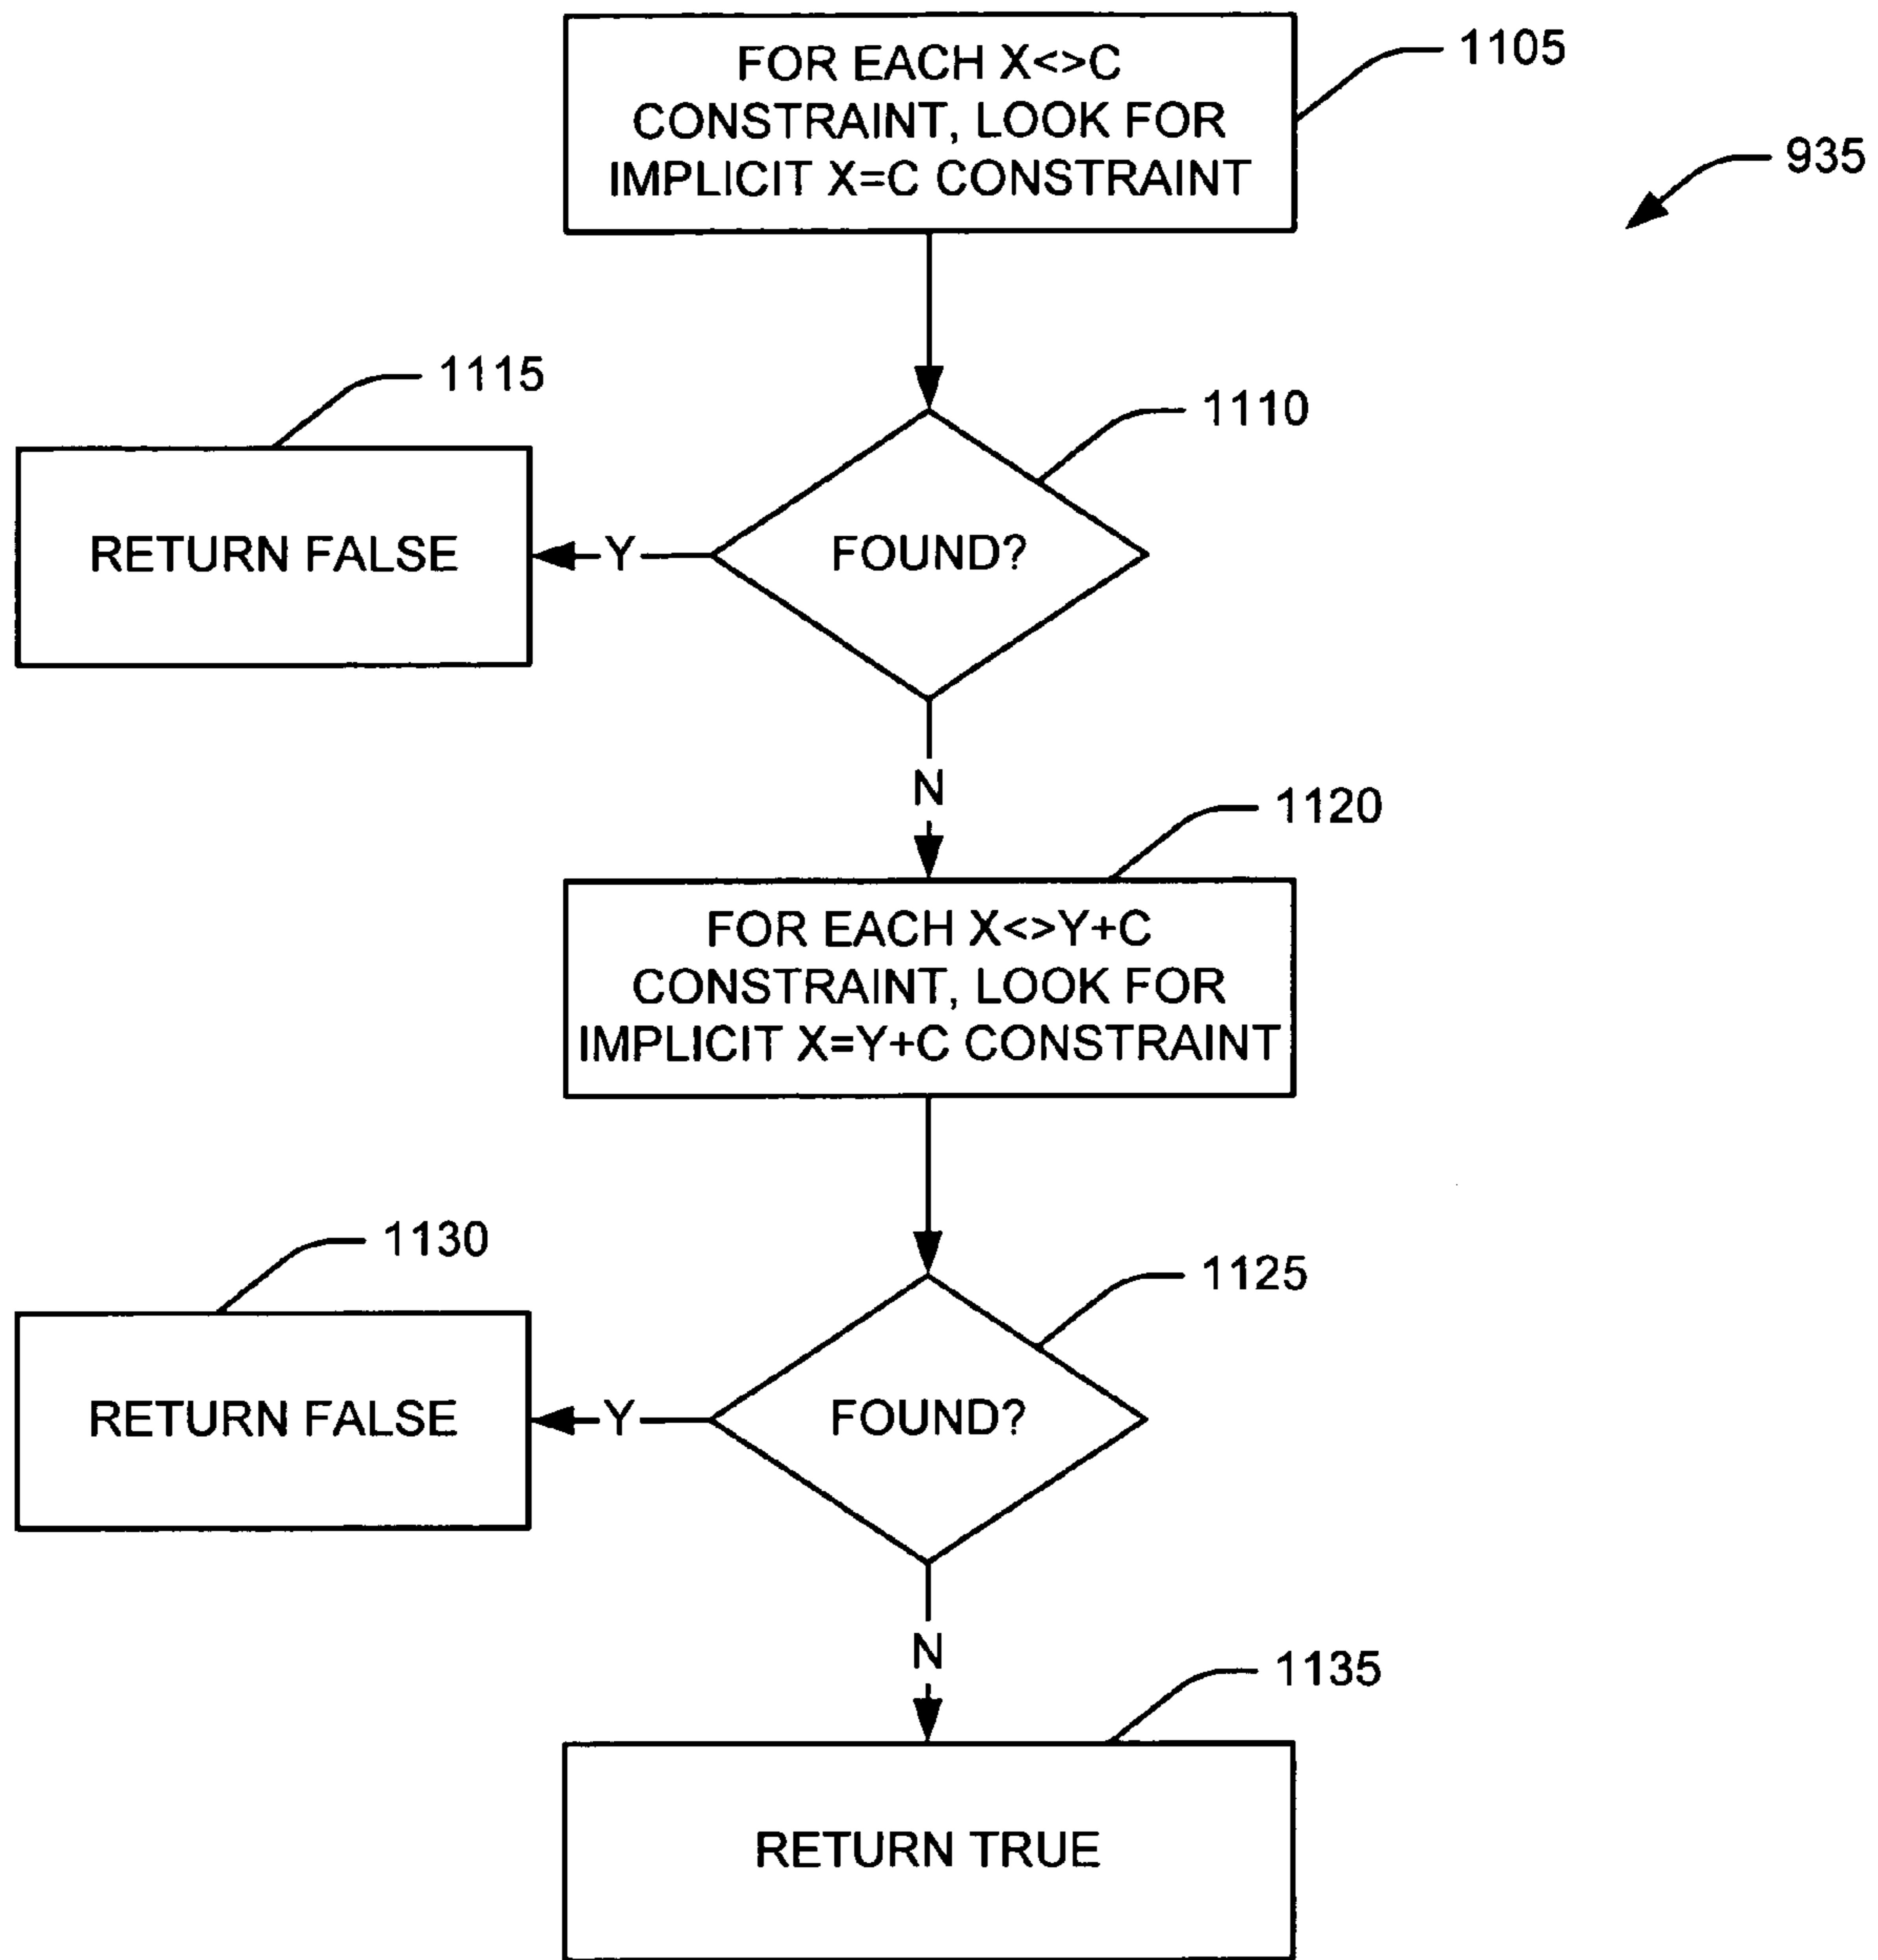 FOR EACH X<>C
CONSTRAINT, LOOK FOR
IMPLICIT X=C CONSTRAINT
1105
935
1115
1110
RETURN FALSE
Y
FOUND?
N
1120
FOR EACH X<>Y+C
CONSTRAINT, LOOK FOR
IMPLICIT X=Y+C CONSTRAINT
1130
1125
RETURN FALSE
Y
FOUND?
N
1135
RETURN TRUE